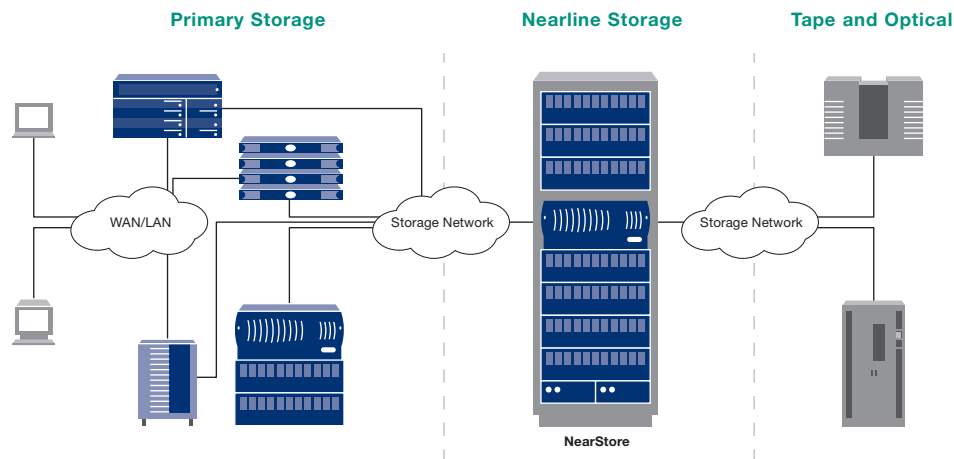 Primary Storage
Nearline Storage
Tape and Optical
WAN/LAN
Storage Network
Storage Network
NearStore